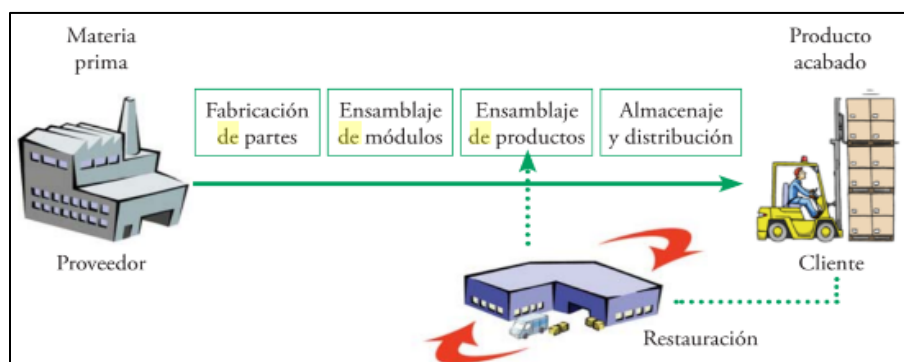 Materia
prima
Producto
acabado
Fabricación
de partes
Ensamblaje
de módulos
Ensamblaje
de productos
Almacenaje
y distribución
Proveedor
Cliente
Restauración